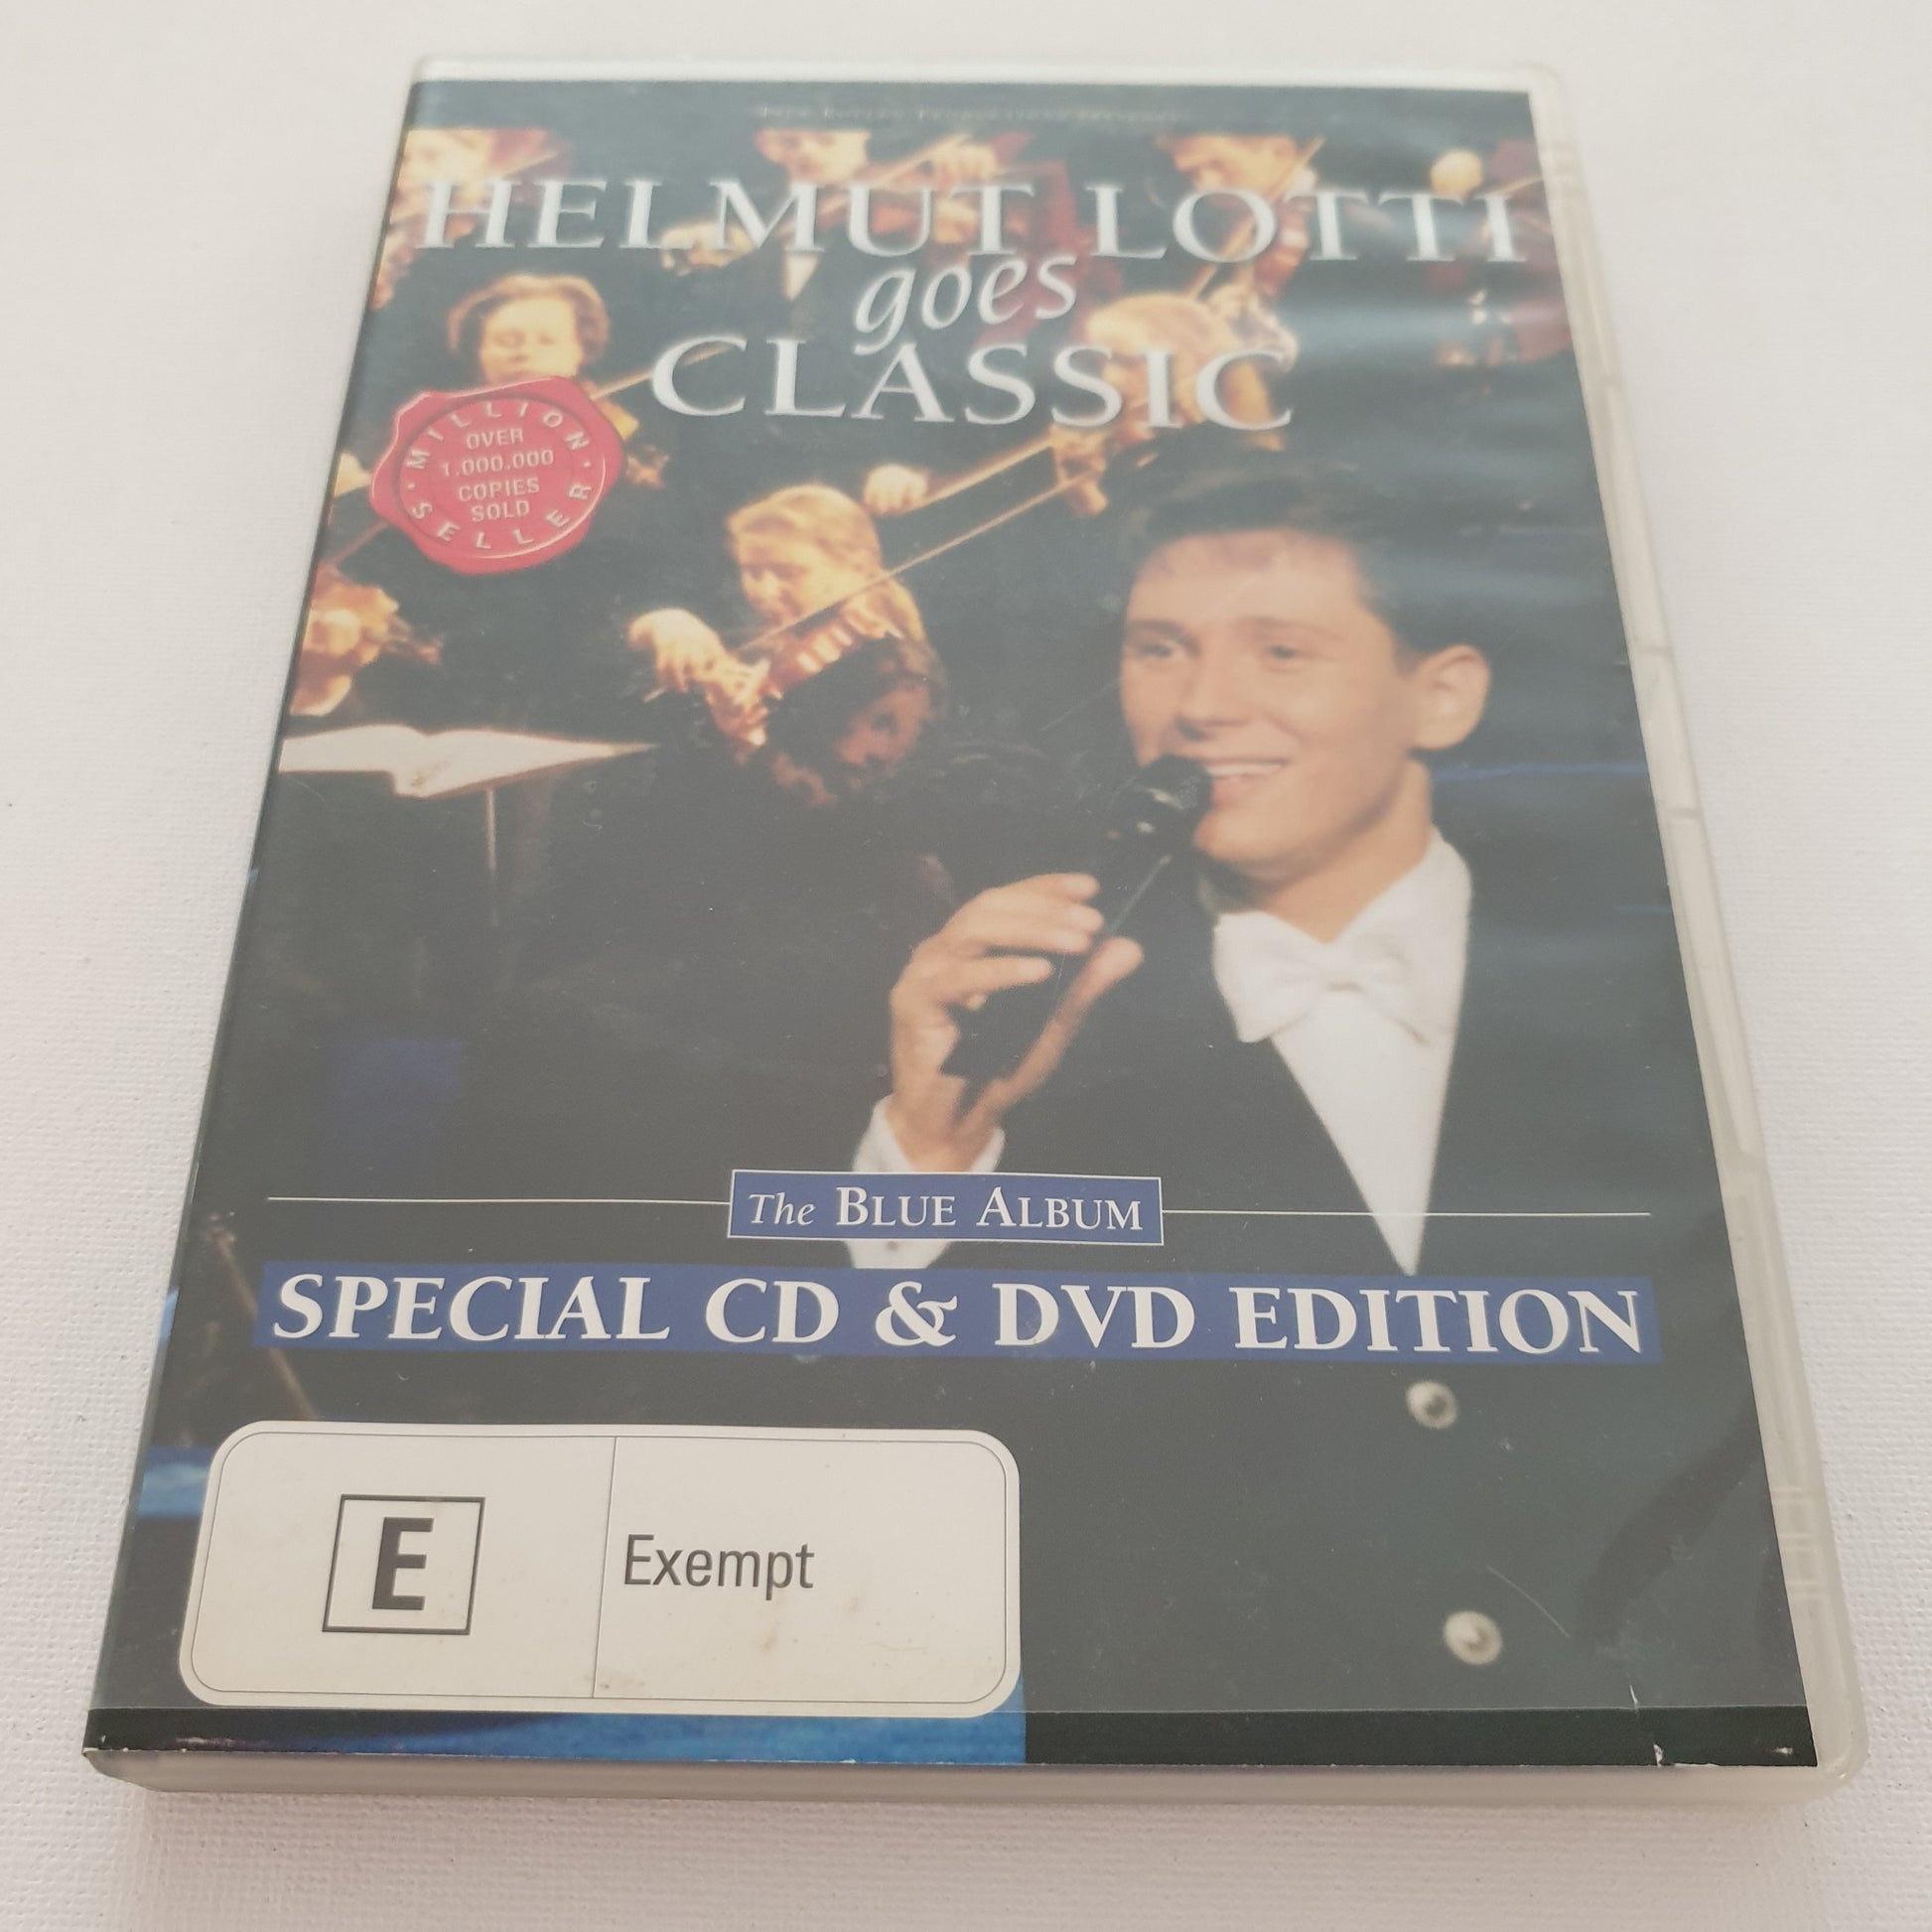 HELMUT LOTTI
goes
CLASSIC
· MILLION ·
OVER
1.000.000
COPIES
SOLD
SELLER
The BLUE ALBUM
SPECIAL CD & DVD EDITION
E
Exempt